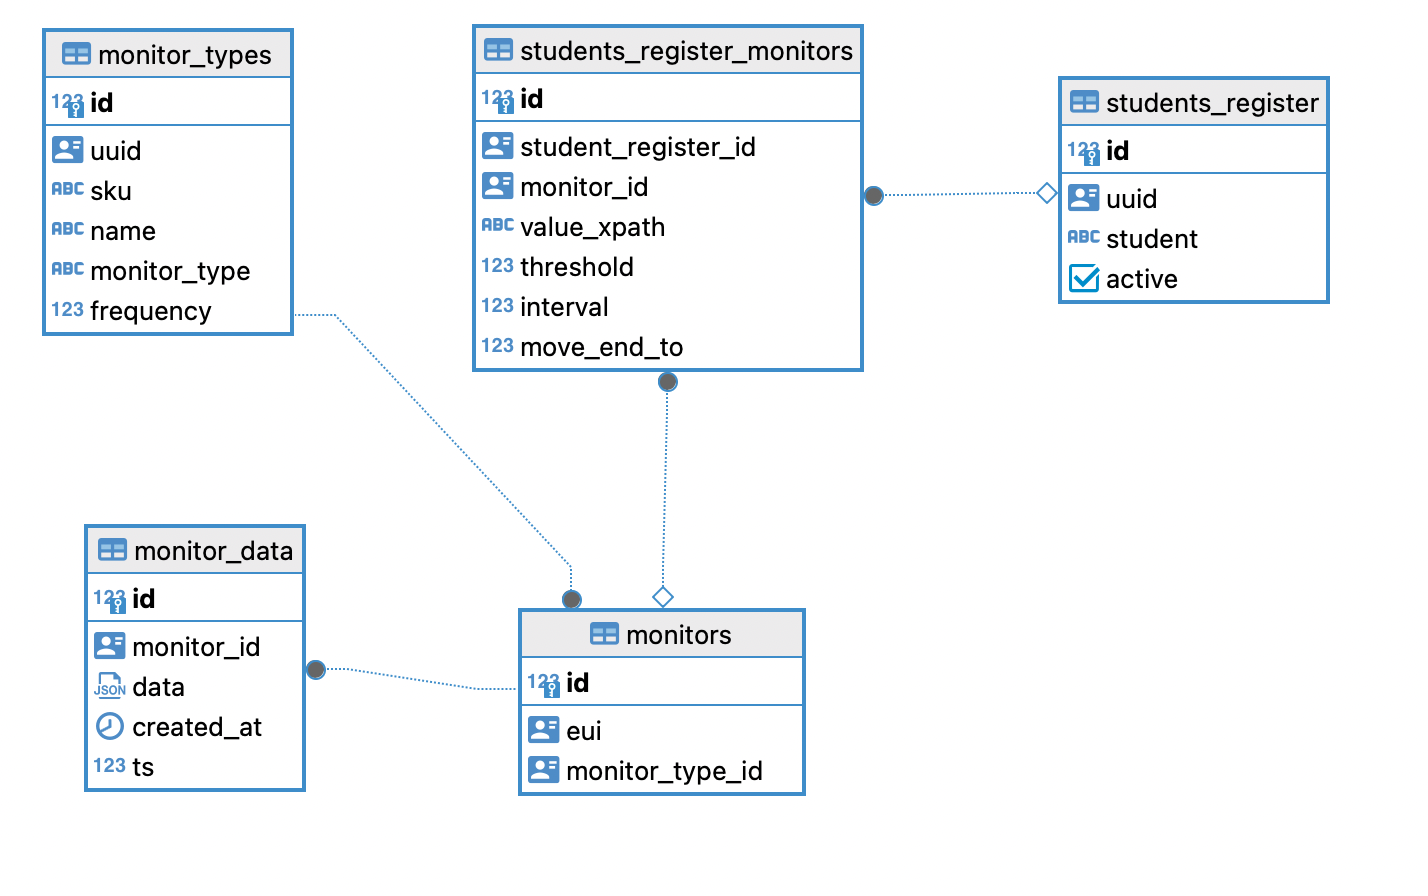 monitor_types
123 id
uuid
ABC sku
ABC name
ABC monitor_type
123 frequency
students_register_monitors
123 id
student_register_id
monitor_id
ABC value_xpath
123 threshold
123 interval
123 move_end_to
students_register
123 id
uuid
ABC student
active
monitor_data
123 id
monitor_id
JSON data
created_at
123 ts
monitors
123 id
eui
monitor_type_id